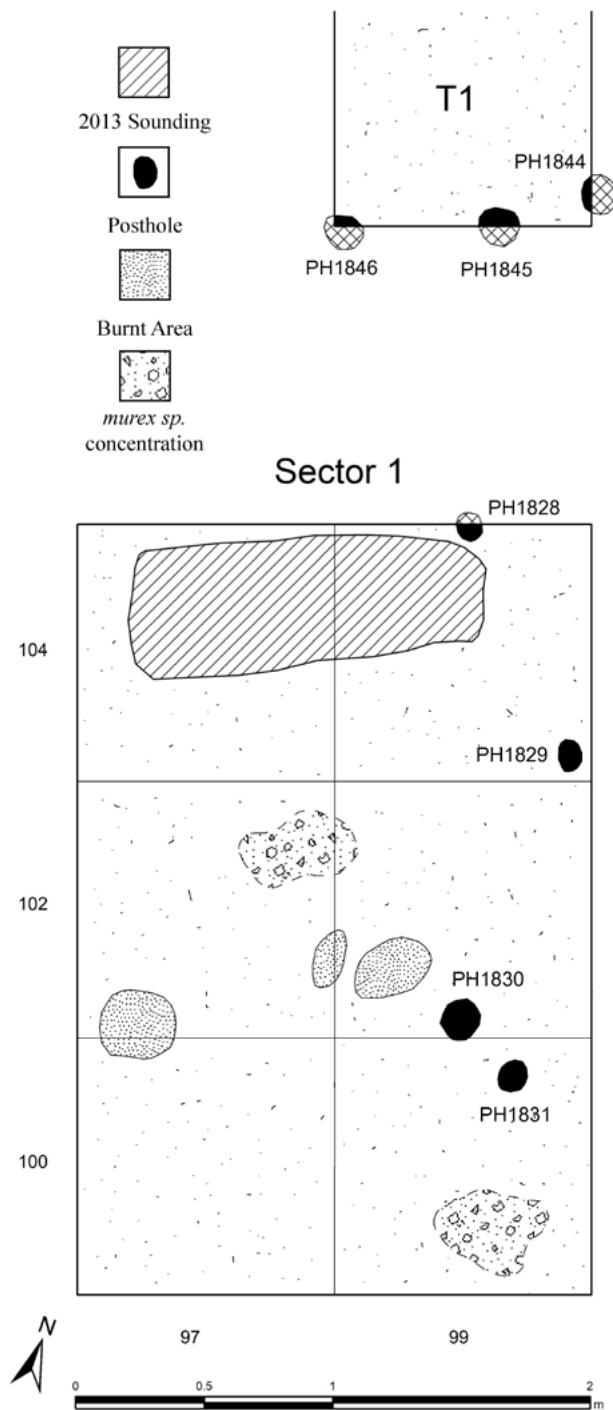 2013 Sounding
Posthole
Burnt Area
murex sp.
concentration
T1
PH1844
PH1846
PH1845
Sector 1
PH1828
104
PH1829
102
PH1830
PH1831
100
N
97
99
0
0.5
1
2
m